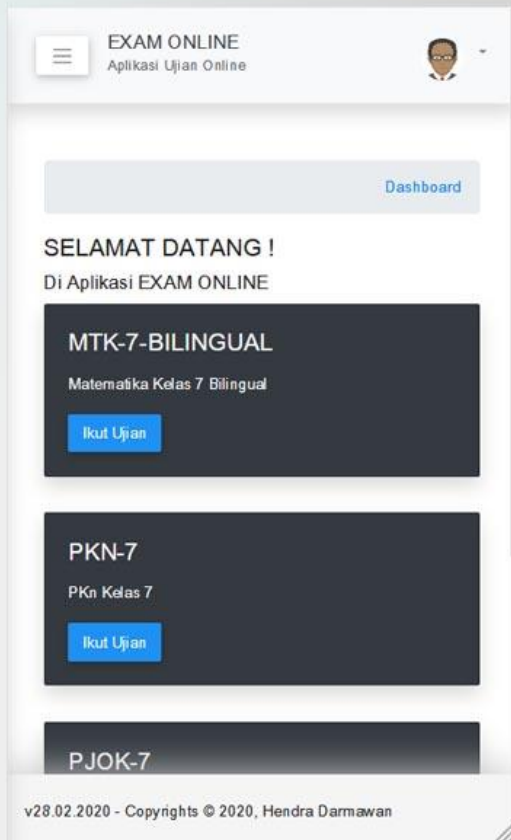 EXAM ONLINE
Aplikasi Ujian Online
Dashboard
SELAMAT DATANG !
Di Aplikasi EXAM ONLINE
MTK-7-BILINGUAL
Matematika Kelas 7 Bilingual
Ikut Ujian
PKN-7
PKn Kelas 7
Ikut Ujian
PJOK-7
v28.02.2020 - Copyrights © 2020, Hendra Darmawan